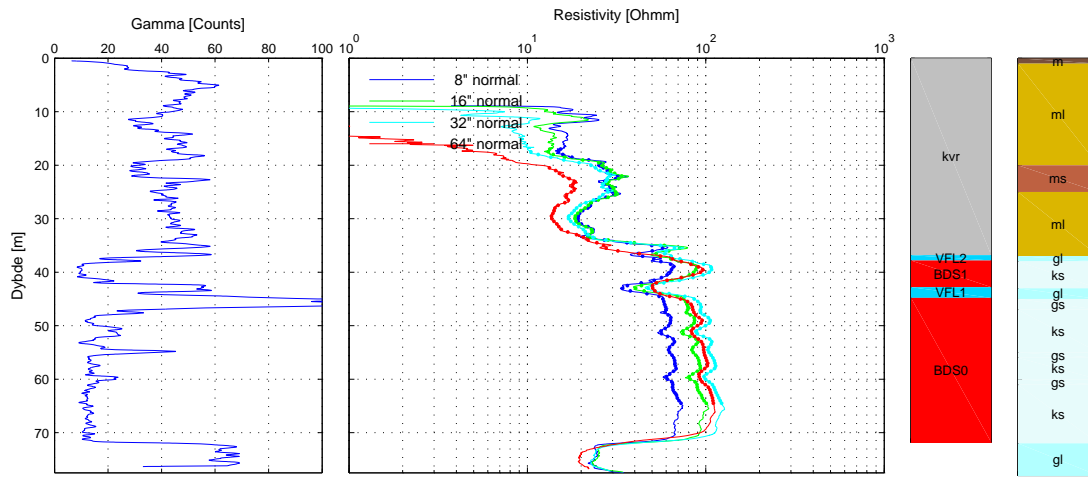 Gamma [Counts]
0 20 40 60 80 100
Dybde [m]
0
10
20
30
40
50
60
70
Resistivity [Ohmm]
10^0 10^1 10^2 10^3
8" normal
16" normal
32" normal
64" normal
kvr
VFL2
BDS1
VFL1
BDS0
m
ml
ms
ml
gl
ks
gl
gs
ks
gs
ks
gs
ks
gl